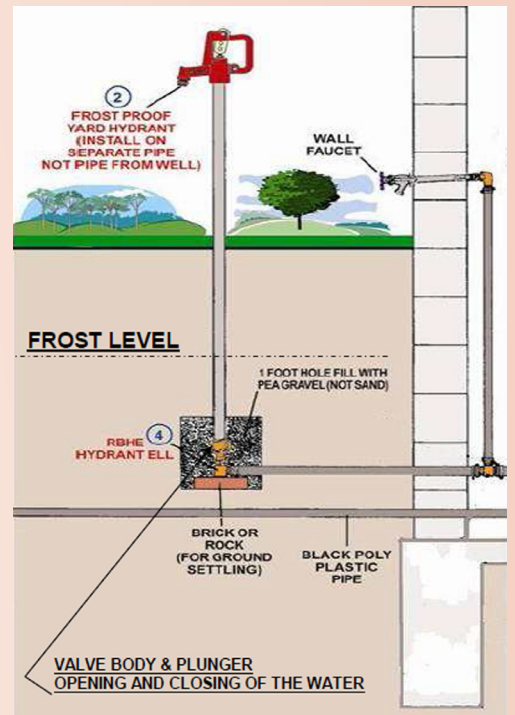 2
FROST PROOF
YARD HYDRANT
(INSTALL ON
SEPARATE PIPE
NOT PIPE FROM WELL)
WALL
FAUCET
FROST LEVEL
1 FOOT HOLE FILL WITH
PEA GRAVEL (NOT SAND)
RBHE 4
HYDRANT ELL
BRICK OR
ROCK
(FOR GROUND
SETTLING)
BLACK POLY
PLASTIC
PIPE
VALVE BODY & PLUNGER
OPENING AND CLOSING OF THE WATER